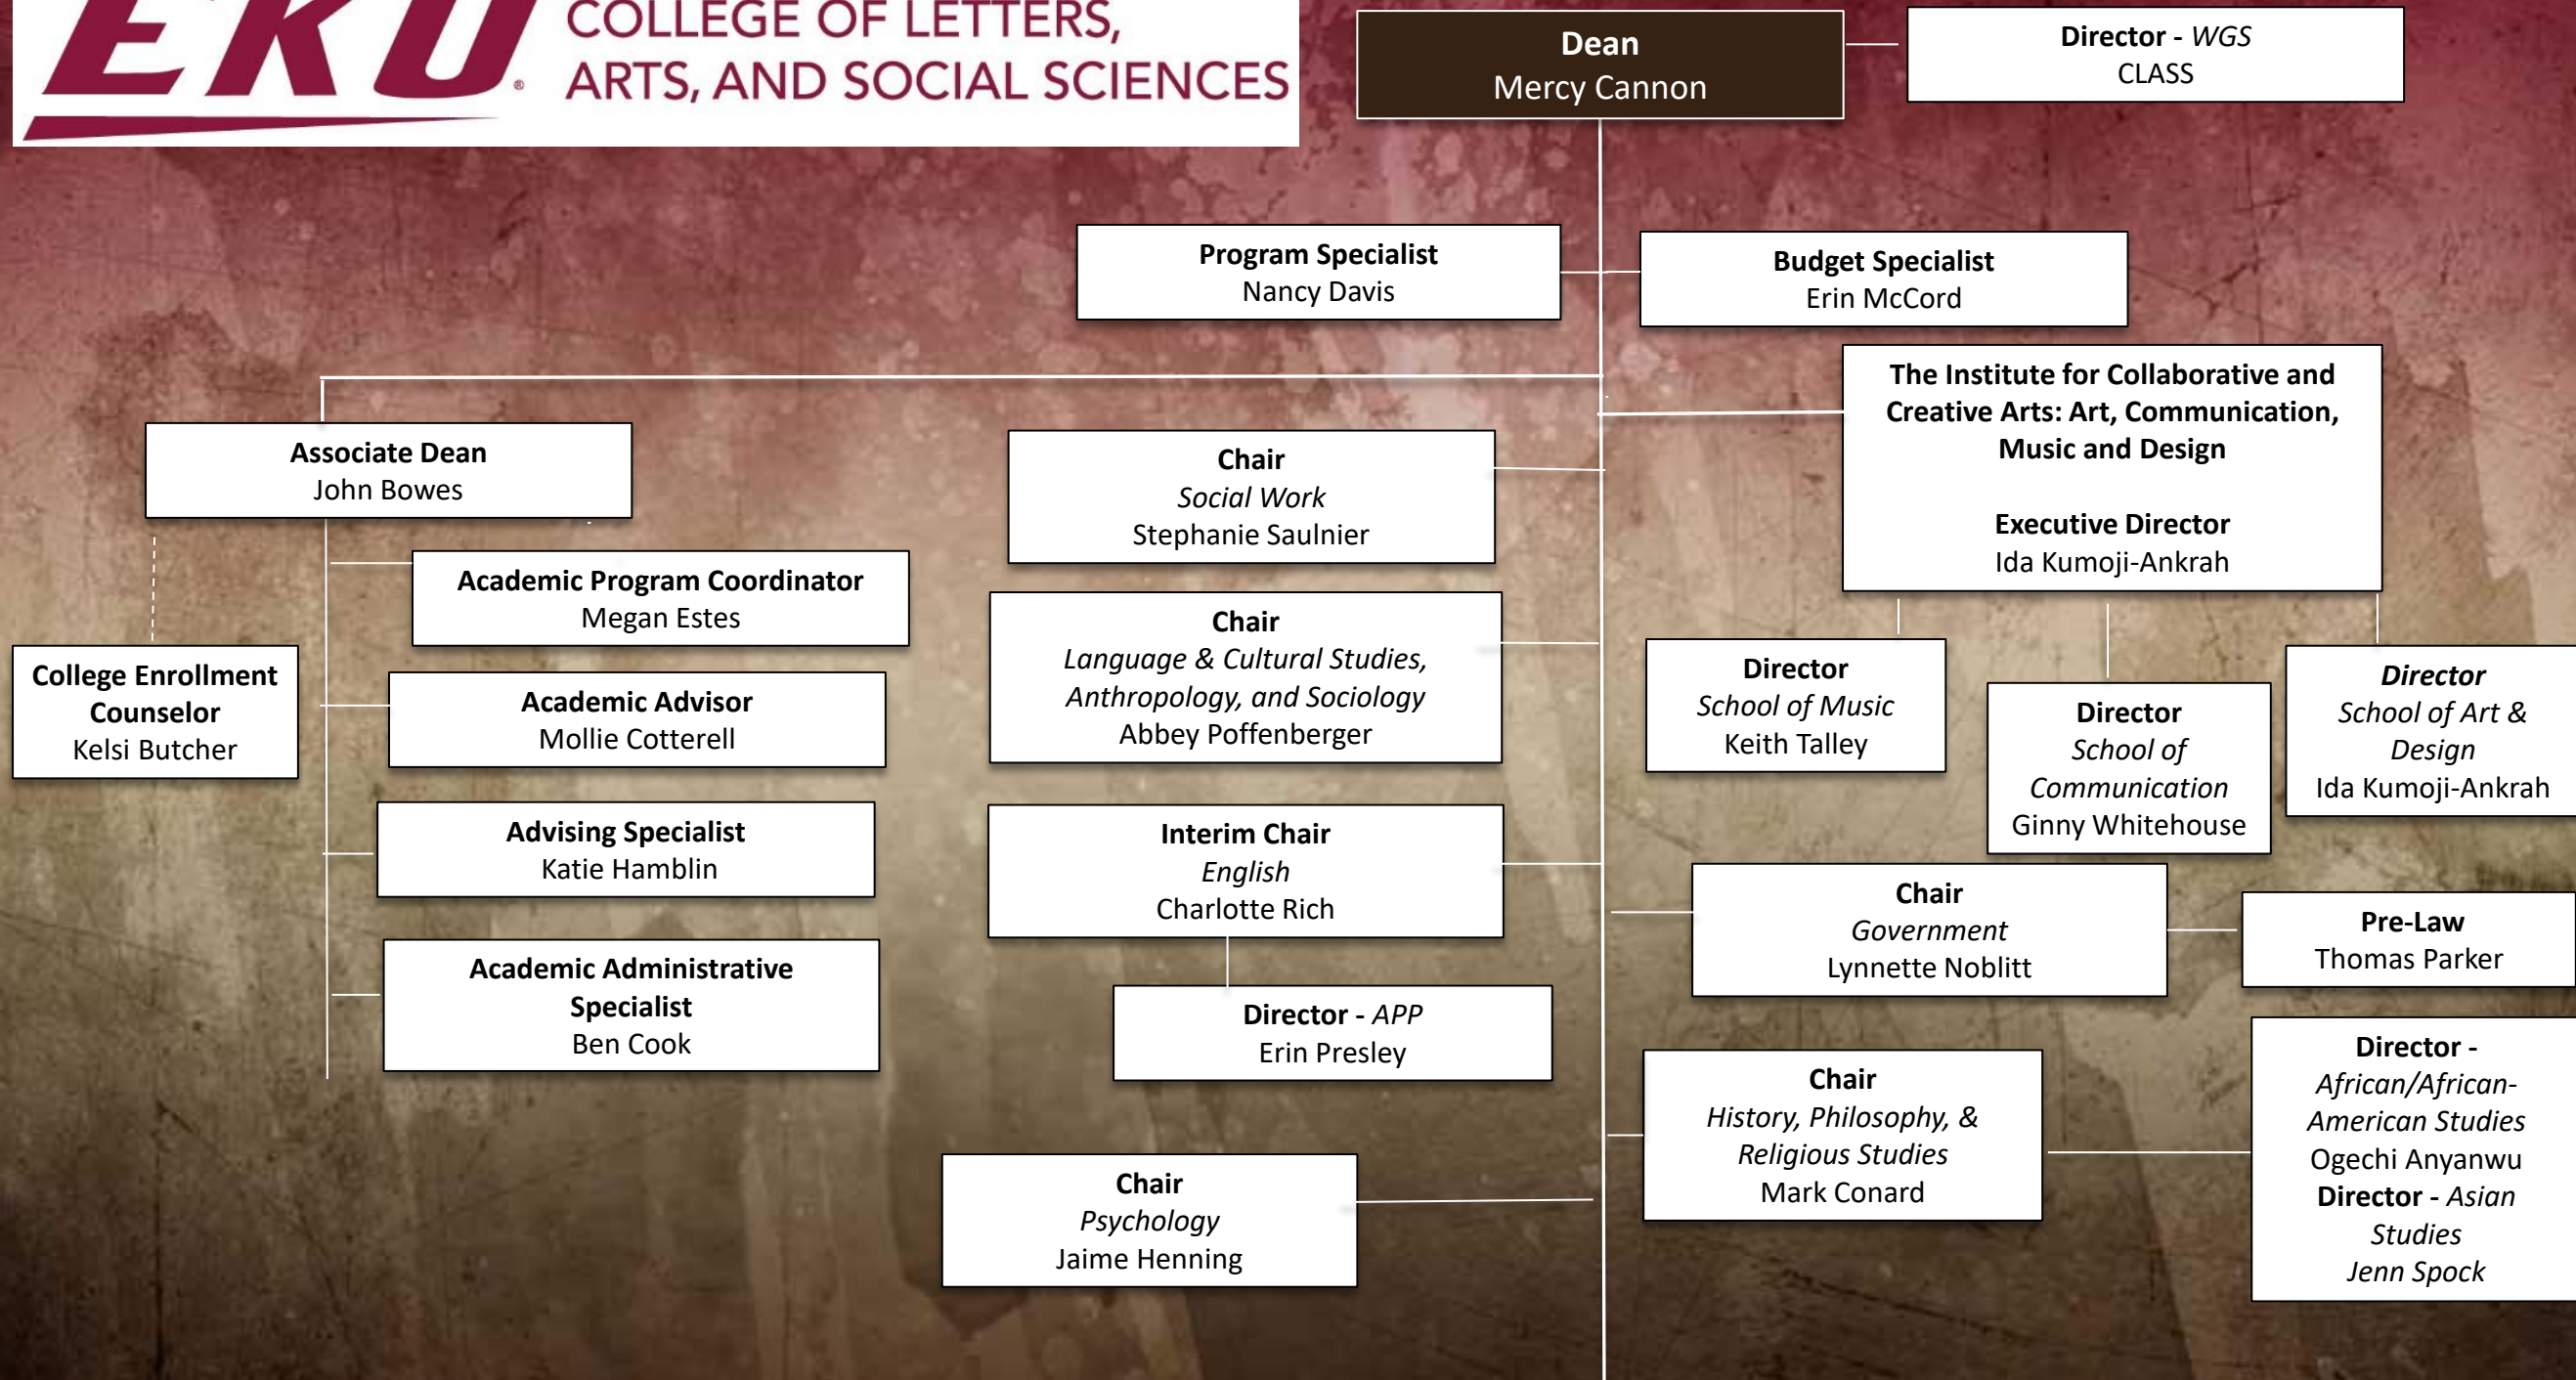 EKU®
COLLEGE OF LETTERS,
ARTS, AND SOCIAL SCIENCES
Dean
Mercy Cannon
Director - WGS
CLASS
Program Specialist
Nancy Davis
Budget Specialist
Erin McCord
Associate Dean
John Bowes
College Enrollment
Counselor
Kelsi Butcher
Academic Program Coordinator
Megan Estes
Academic Advisor
Mollie Cotterell
Advising Specialist
Katie Hamblin
Academic Administrative
Specialist
Ben Cook
Chair
Social Work
Stephanie Saulnier
Chair
Language & Cultural Studies,
Anthropology, and Sociology
Abbey Poffenberger
Interim Chair
English
Charlotte Rich
Director - APP
Erin Presley
Chair
Psychology
Jaime Henning
The Institute for Collaborative and
Creative Arts: Art, Communication,
Music and Design
Executive Director
Ida Kumoji-Ankrah
Director
School of Music
Keith Talley
Director
School of
Communication
Ginny Whitehouse
Director
School of Art &
Design
Ida Kumoji-Ankrah
Chair
Government
Lynnette Noblitt
Pre-Law
Thomas Parker
Chair
History, Philosophy, &
Religious Studies
Mark Conard
Director -
African/African-
American Studies
Ogechi Anyanwu
Director - Asian
Studies
Jenn Spock